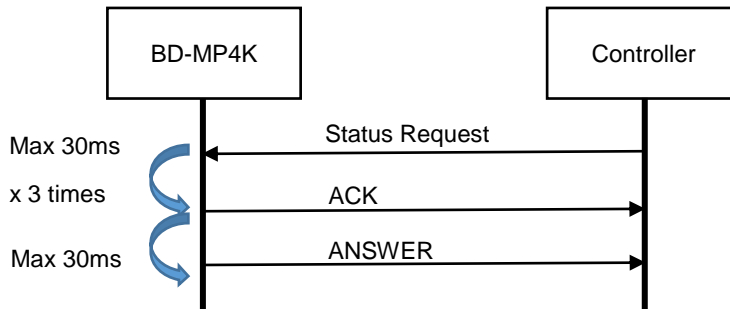 BD-MP4K
Controller
Status Request
Max 30ms
x 3 times
ACK
ANSWER
Max 30ms